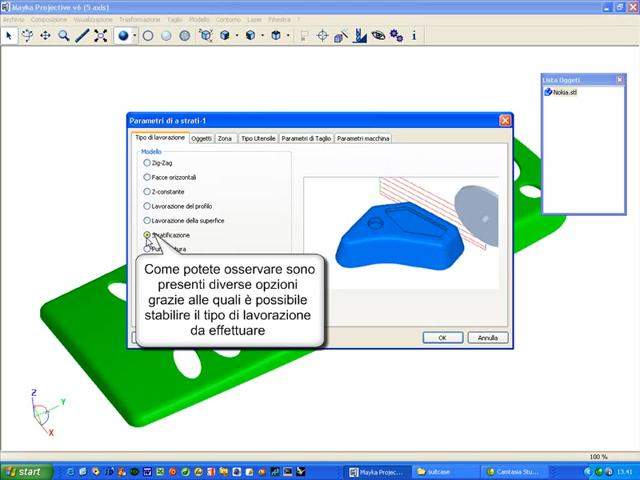 Mayka Projective v6 (5 axis)
Archivio Composizione Visualizzazione Trasformazione Taglio Modello Contorno Laser Finestra ?
Lista Oggetti
Nokia.stl
Parametri di a strati-1
Tipo di lavorazione Oggetti Zona Tipo Utensile Parametri di Taglio Parametri macchina
Modello
Zig-Zag
Facce orizzontali
Z-constante
Lavorazione del profilo
Lavorazione della superfice
Stratificazione
Come potete osservare sono
presenti diverse opzioni
grazie alle quali è possibile
stabilire il tipo di lavorazione
da effettuare
OK Annulla
Z
Y
X
100 %
start
Mayka Projec...
suitcase
Camtasia Stu...
13.41